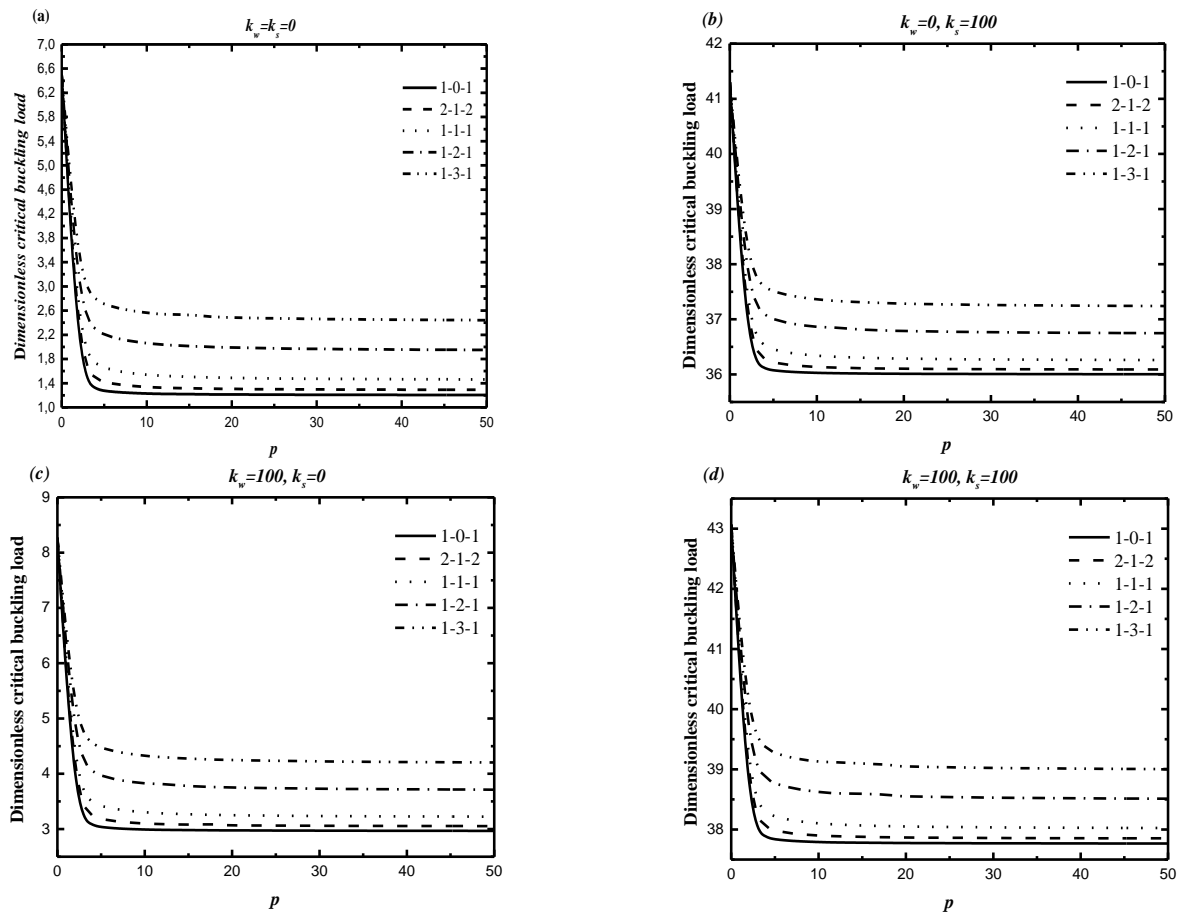 (a)
k_w=k_s=0
Dimensionless critical buckling load
7,0
6,6
6,2
5,8
5,4
5,0
4,6
4,2
3,8
3,4
3,0
2,6
2,2
1,8
1,4
1,0
1-0-1
2-1-2
1-1-1
1-2-1
1-3-1
0 10 20 30 40 50
p
(b)
k_w=0, k_s=100
Dimensionless critical buckling load
42
41
40
39
38
37
36
1-0-1
2-1-2
1-1-1
1-2-1
1-3-1
0 10 20 30 40 50
p
(c)
k_w=100, k_s=0
Dimensionless critical buckling load
9
8
7
6
5
4
3
1-0-1
2-1-2
1-1-1
1-2-1
1-3-1
0 10 20 30 40 50
p
(d)
k_w=100, k_s=100
Dimensionless critical buckling load
43
42
41
40
39
38
1-0-1
2-1-2
1-1-1
1-2-1
1-3-1
0 10 20 30 40 50
p